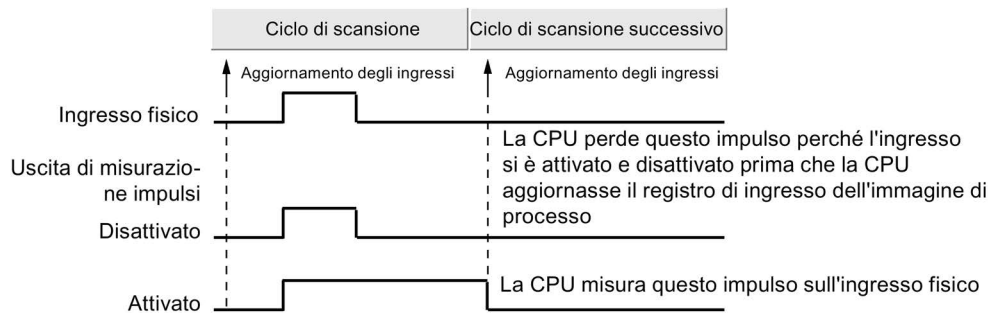 Ciclo di scansione
Ciclo di scansione successivo
Aggiornamento degli ingressi
Aggiornamento degli ingressi
Ingresso fisico
La CPU perde questo impulso perché l'ingresso
si è attivato e disattivato prima che la CPU
aggiornasse il registro di ingresso dell'immagine di
processo
Uscita di misurazio-
ne impulsi
Disattivato
La CPU misura questo impulso sull'ingresso fisico
Attivato